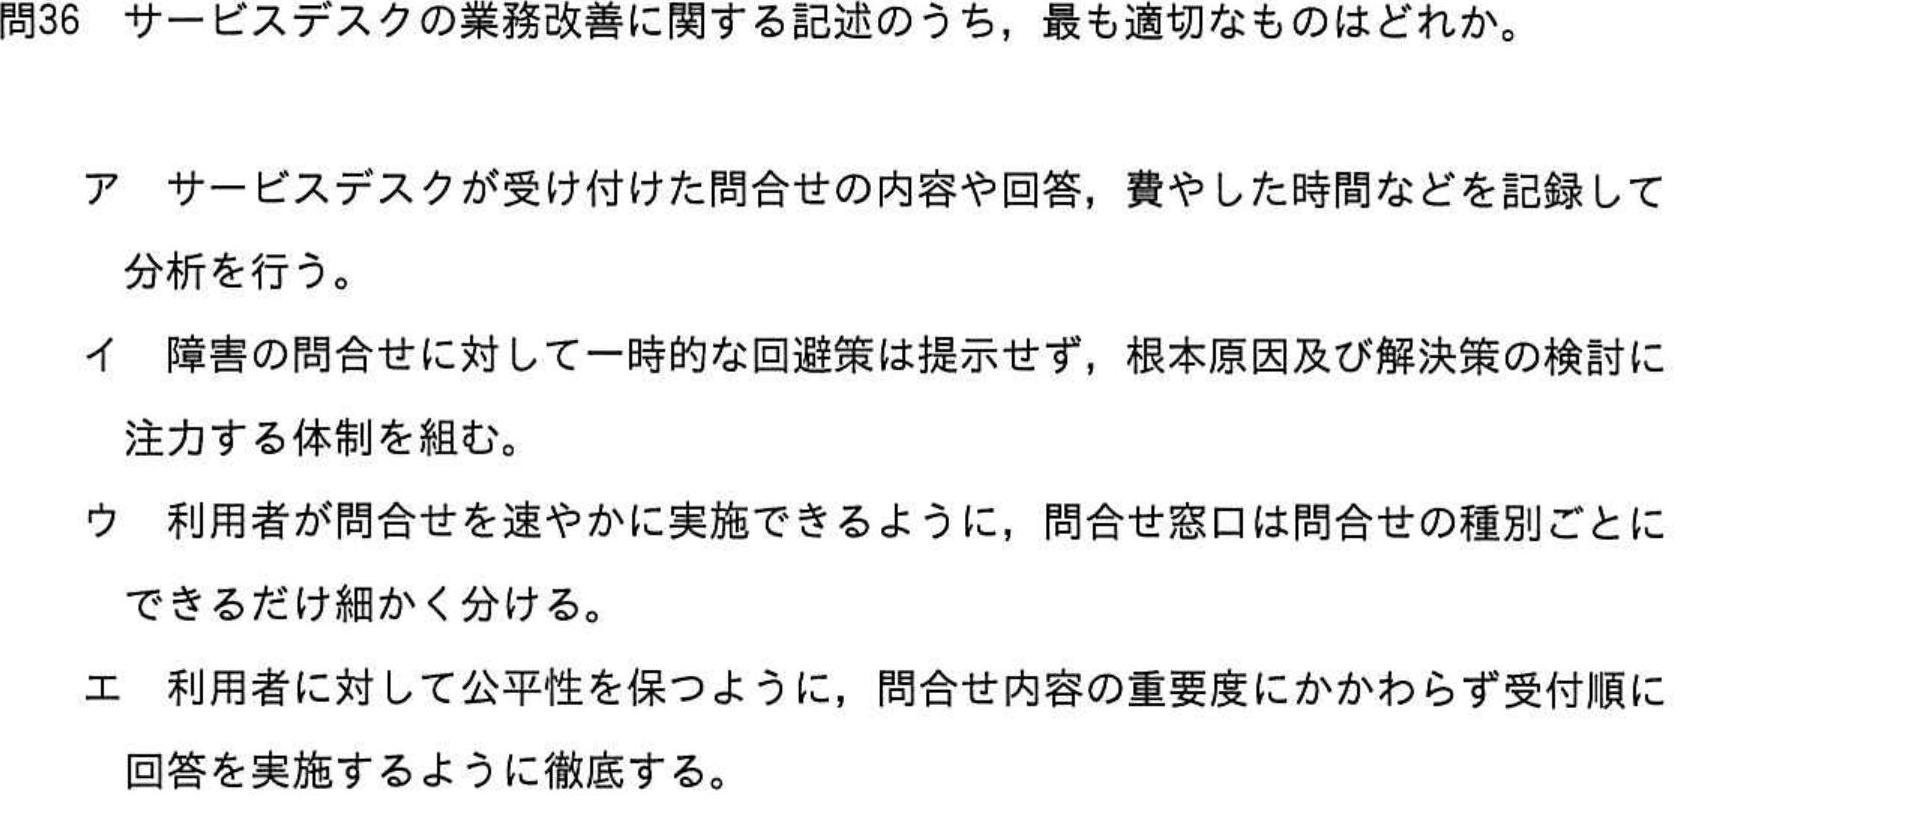 問36　サービスデスクの業務改善に関する記述のうち，最も適切なものはどれか。
ア　サービスデスクが受け付けた問合せの内容や回答，費やした時間などを記録して
分析を行う。
イ　障害の問合せに対して一時的な回避策は提示せず，根本原因及び解決策の検討に
注力する体制を組む。
ウ　利用者が問合せを速やかに実施できるように，問合せ窓口は問合せの種別ごとに
できるだけ細かく分ける。
エ　利用者に対して公平性を保つように，問合せ内容の重要度にかかわらず受付順に
回答を実施するように徹底する。